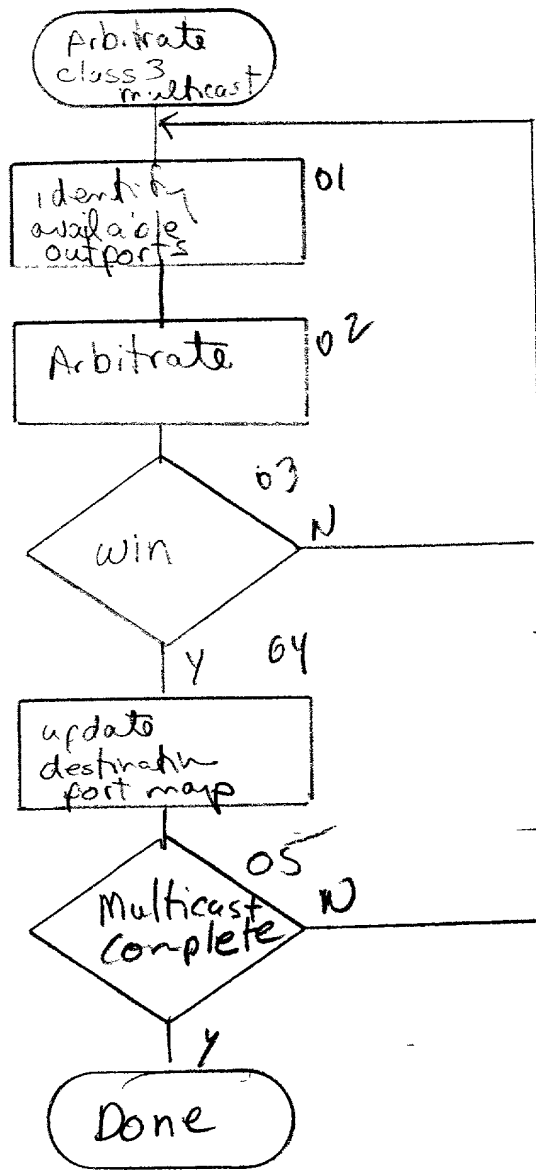 Arbitrate
class 3
multicast
identify
available
outports
01
Arbitrate
02
03
win
N
Y
04
update
destination
port map
05
Multicast
complete
N
Y
Done